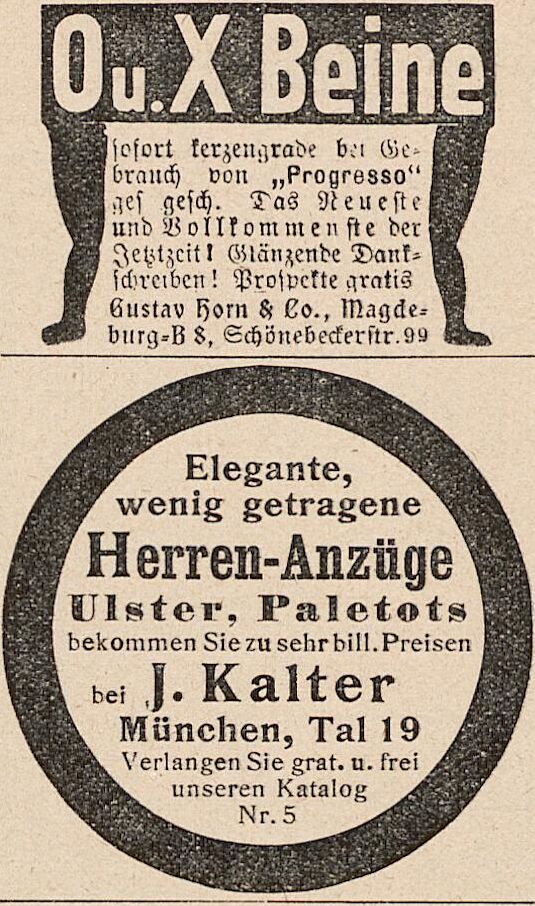 O u. X Beine
sofort kerzengrade bei Ge-
brauch von „Progresso“
ges gesch. Das Neueste
und Vollkommenste der
Jetztzeit! Glänzende Dank-
schreiben! Prospekte gratis
Gustav Horn & Co., Magde-
burg-B 8, Schönebeckerstr. 99
Elegante,
wenig getragene
Herren-Anzüge
Ulster, Paletots
bekommen Sie zu sehr bill. Preisen
bei J. Kalter
München, Tal 19
Verlangen Sie grat. u. frei
unseren Katalog
Nr. 5